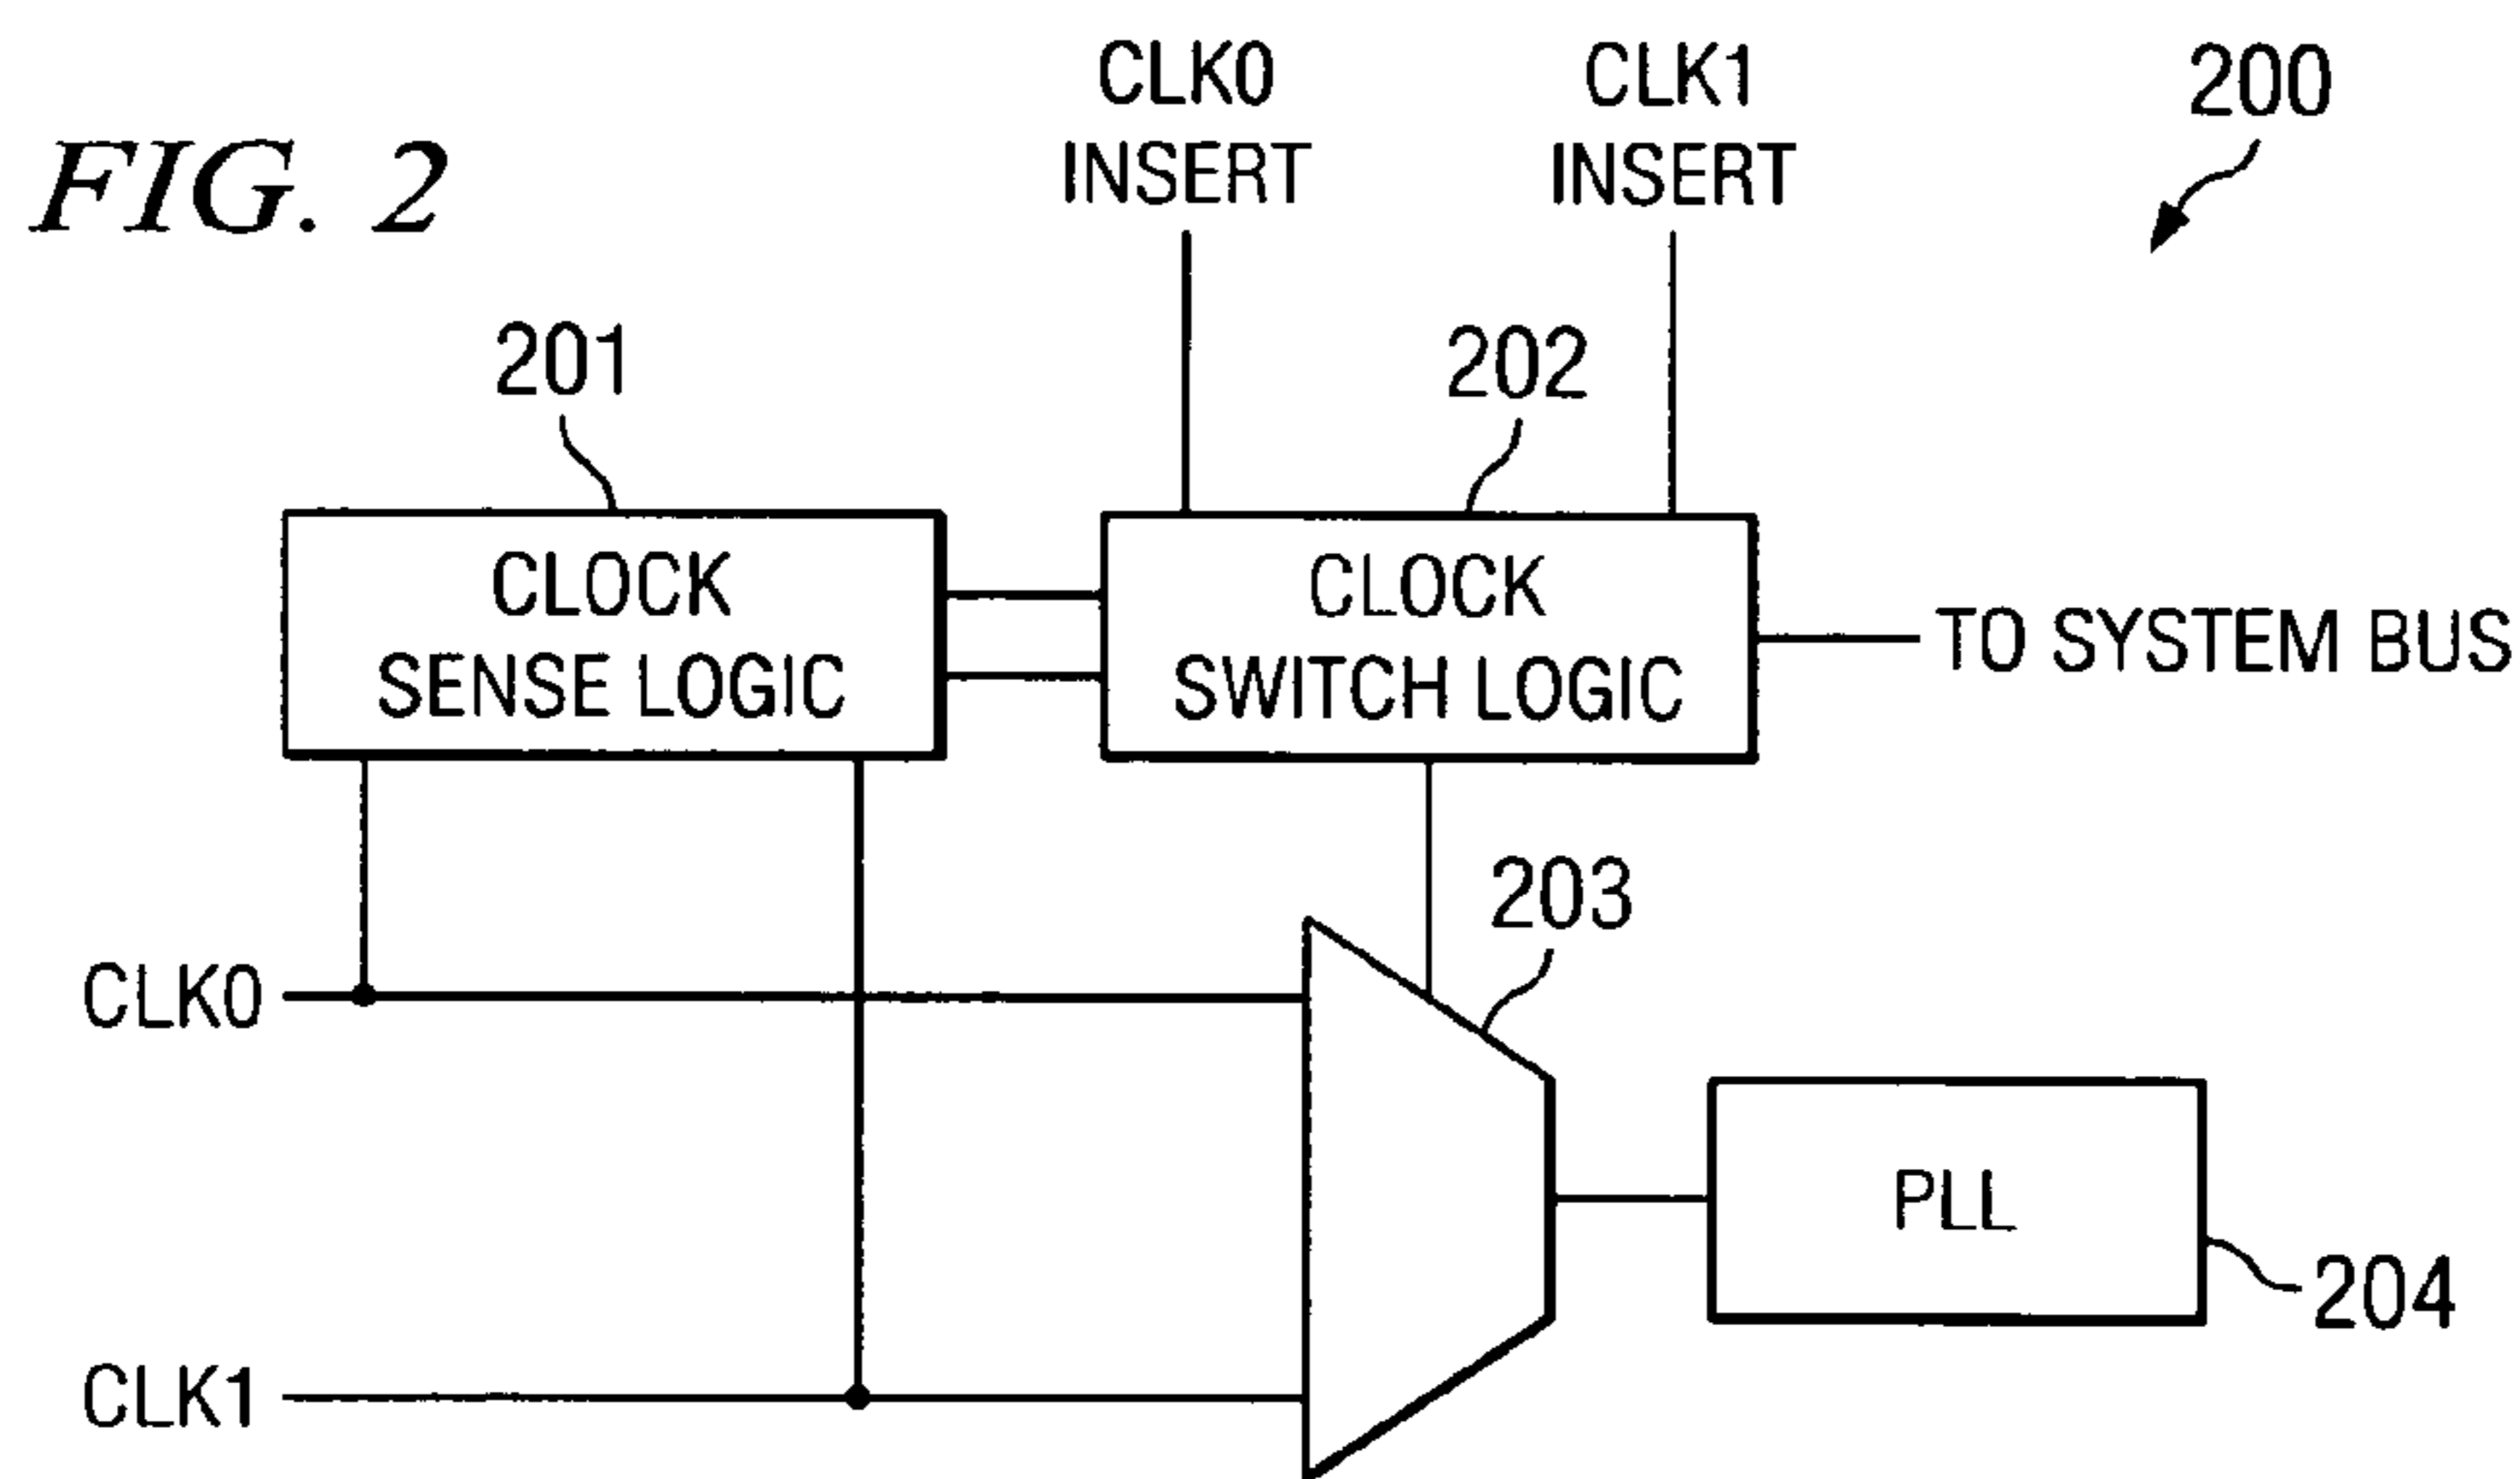 FIG. 2
CLK0
INSERT
CLK1
INSERT
200
201
202
CLOCK
SENSE LOGIC
CLOCK
SWITCH LOGIC
TO SYSTEM BUS
203
CLK0
PLL
204
CLK1